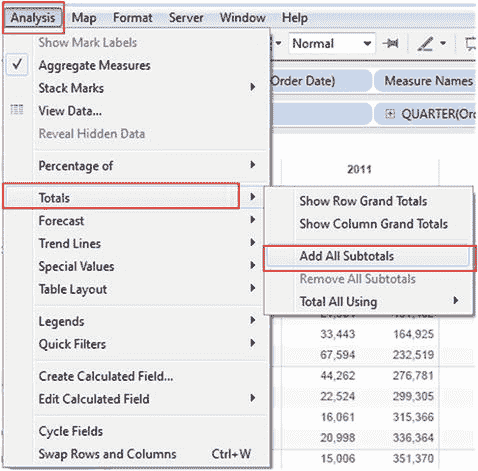 Analysis Map Format Server Window Help
Show Mark Labels
Normal
Aggregate Measures
Order Date) Measure Names
Stack Marks
View Data...
QUARTER(Or
Reveal Hidden Data
Percentage of
2011
Totals
Show Row Grand Totals
Forecast
Show Column Grand Totals
Trend Lines
Special Values
Add All Subtotals
Table Layout
Remove All Subtotals
Total All Using
Legends
33,443 164,925
Quick Filters
67,594 232,519
Create Calculated Field...
44,262 276,781
Edit Calculated Field
22,524 299,305
16,061 315,366
Cycle Fields
20,998 336,364
Swap Rows and Columns Ctrl+W
15,006 351,370